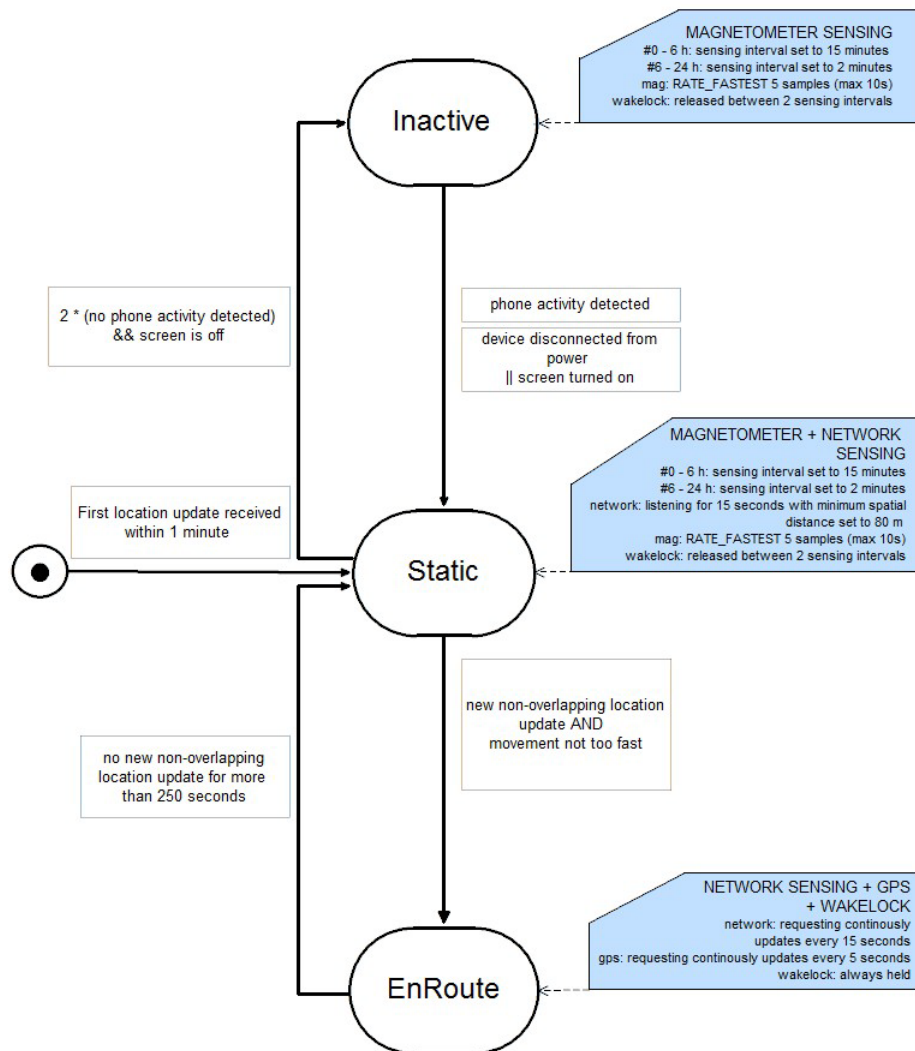 MAGNETOMETER SENSING
#0 - 6 h: sensing interval set to 15 minutes
#6 - 24 h: sensing interval set to 2 minutes
mag: RATE_FASTEST 5 samples (max 10s)
wakelock: released between 2 sensing intervals
Inactive
2 * (no phone activity detected)
&& screen is off
phone activity detected
device disconnected from
power
|| screen turned on
MAGNETOMETER + NETWORK
SENSING
#0 - 6 h: sensing interval set to 15 minutes
#6 - 24 h: sensing interval set to 2 minutes
network: listening for 15 seconds with minimum spatial
distance set to 80 m
mag: RATE_FASTEST 5 samples (max 10s)
wakelock: released between 2 sensing intervals
First location update received
within 1 minute
Static
new non-overlapping location
update AND
movement not too fast
no new non-overlapping
location update for more
than 250 seconds
NETWORK SENSING + GPS
+ WAKELOCK
network: requesting continously
updates every 15 seconds
gps: requesting continously updates every 5 seconds
wakelock: always held
EnRoute